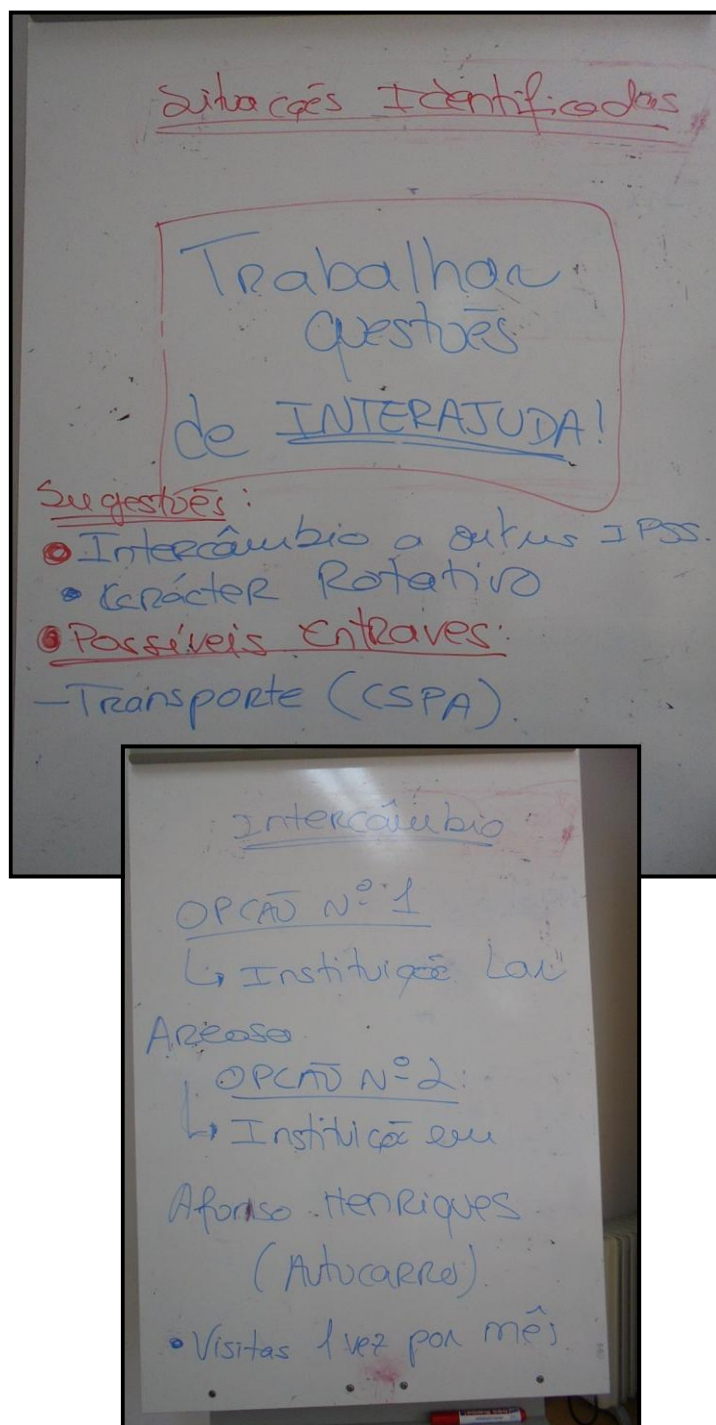 Situações Identificadas
Trabalhar
questões
de INTERAJUDA!
Sugestões:
• Intercâmbio a outras IPSS.
• Carácter Rotativo
• Possíveis Entraves:
- Transporte (CSPA).
Intercâmbio
OPÇÃO Nº 1
↳ Instituição Lar
Areosa
OPÇÃO Nº 2:
↳ Instituição em
Afonso Henriques
(Autocarro).
• Visitas 1 vez por mês